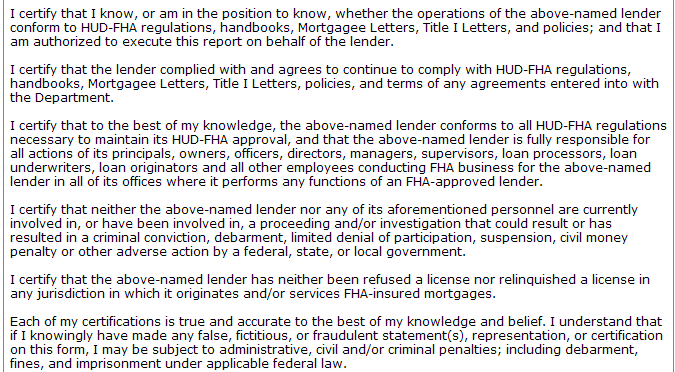 I certify that I know, or am in the position to know, whether the operations of the above-named lender
conform to HUD-FHA regulations, handbooks, Mortgagee Letters, Title I Letters, and policies; and that I
am authorized to execute this report on behalf of the lender.
I certify that the lender complied with and agrees to continue to comply with HUD-FHA regulations,
handbooks, Mortgagee Letters, Title I Letters, policies, and terms of any agreements entered into with
the Department.
I certify that to the best of my knowledge, the above-named lender conforms to all HUD-FHA regulations
necessary to maintain its HUD-FHA approval, and that the above-named lender is fully responsible for
all actions of its principals, owners, officers, directors, managers, supervisors, loan processors, loan
underwriters, loan originators and all other employees conducting FHA business for the above-named
lender in all of its offices where it performs any functions of an FHA-approved lender.
I certify that neither the above-named lender nor any of its aforementioned personnel are currently
involved in, or have been involved in, a proceeding and/or investigation that could result or has
resulted in a criminal conviction, debarment, limited denial of participation, suspension, civil money
penalty or other adverse action by a federal, state, or local government.
I certify that the above-named lender has neither been refused a license nor relinquished a license in
any jurisdiction in which it originates and/or services FHA-insured mortgages.
Each of my certifications is true and accurate to the best of my knowledge and belief. I understand that
if I knowingly have made any false, fictitious, or fraudulent statement(s), representation, or certification
on this form, I may be subject to administrative, civil and/or criminal penalties; including debarment,
fines, and imprisonment under applicable federal law.